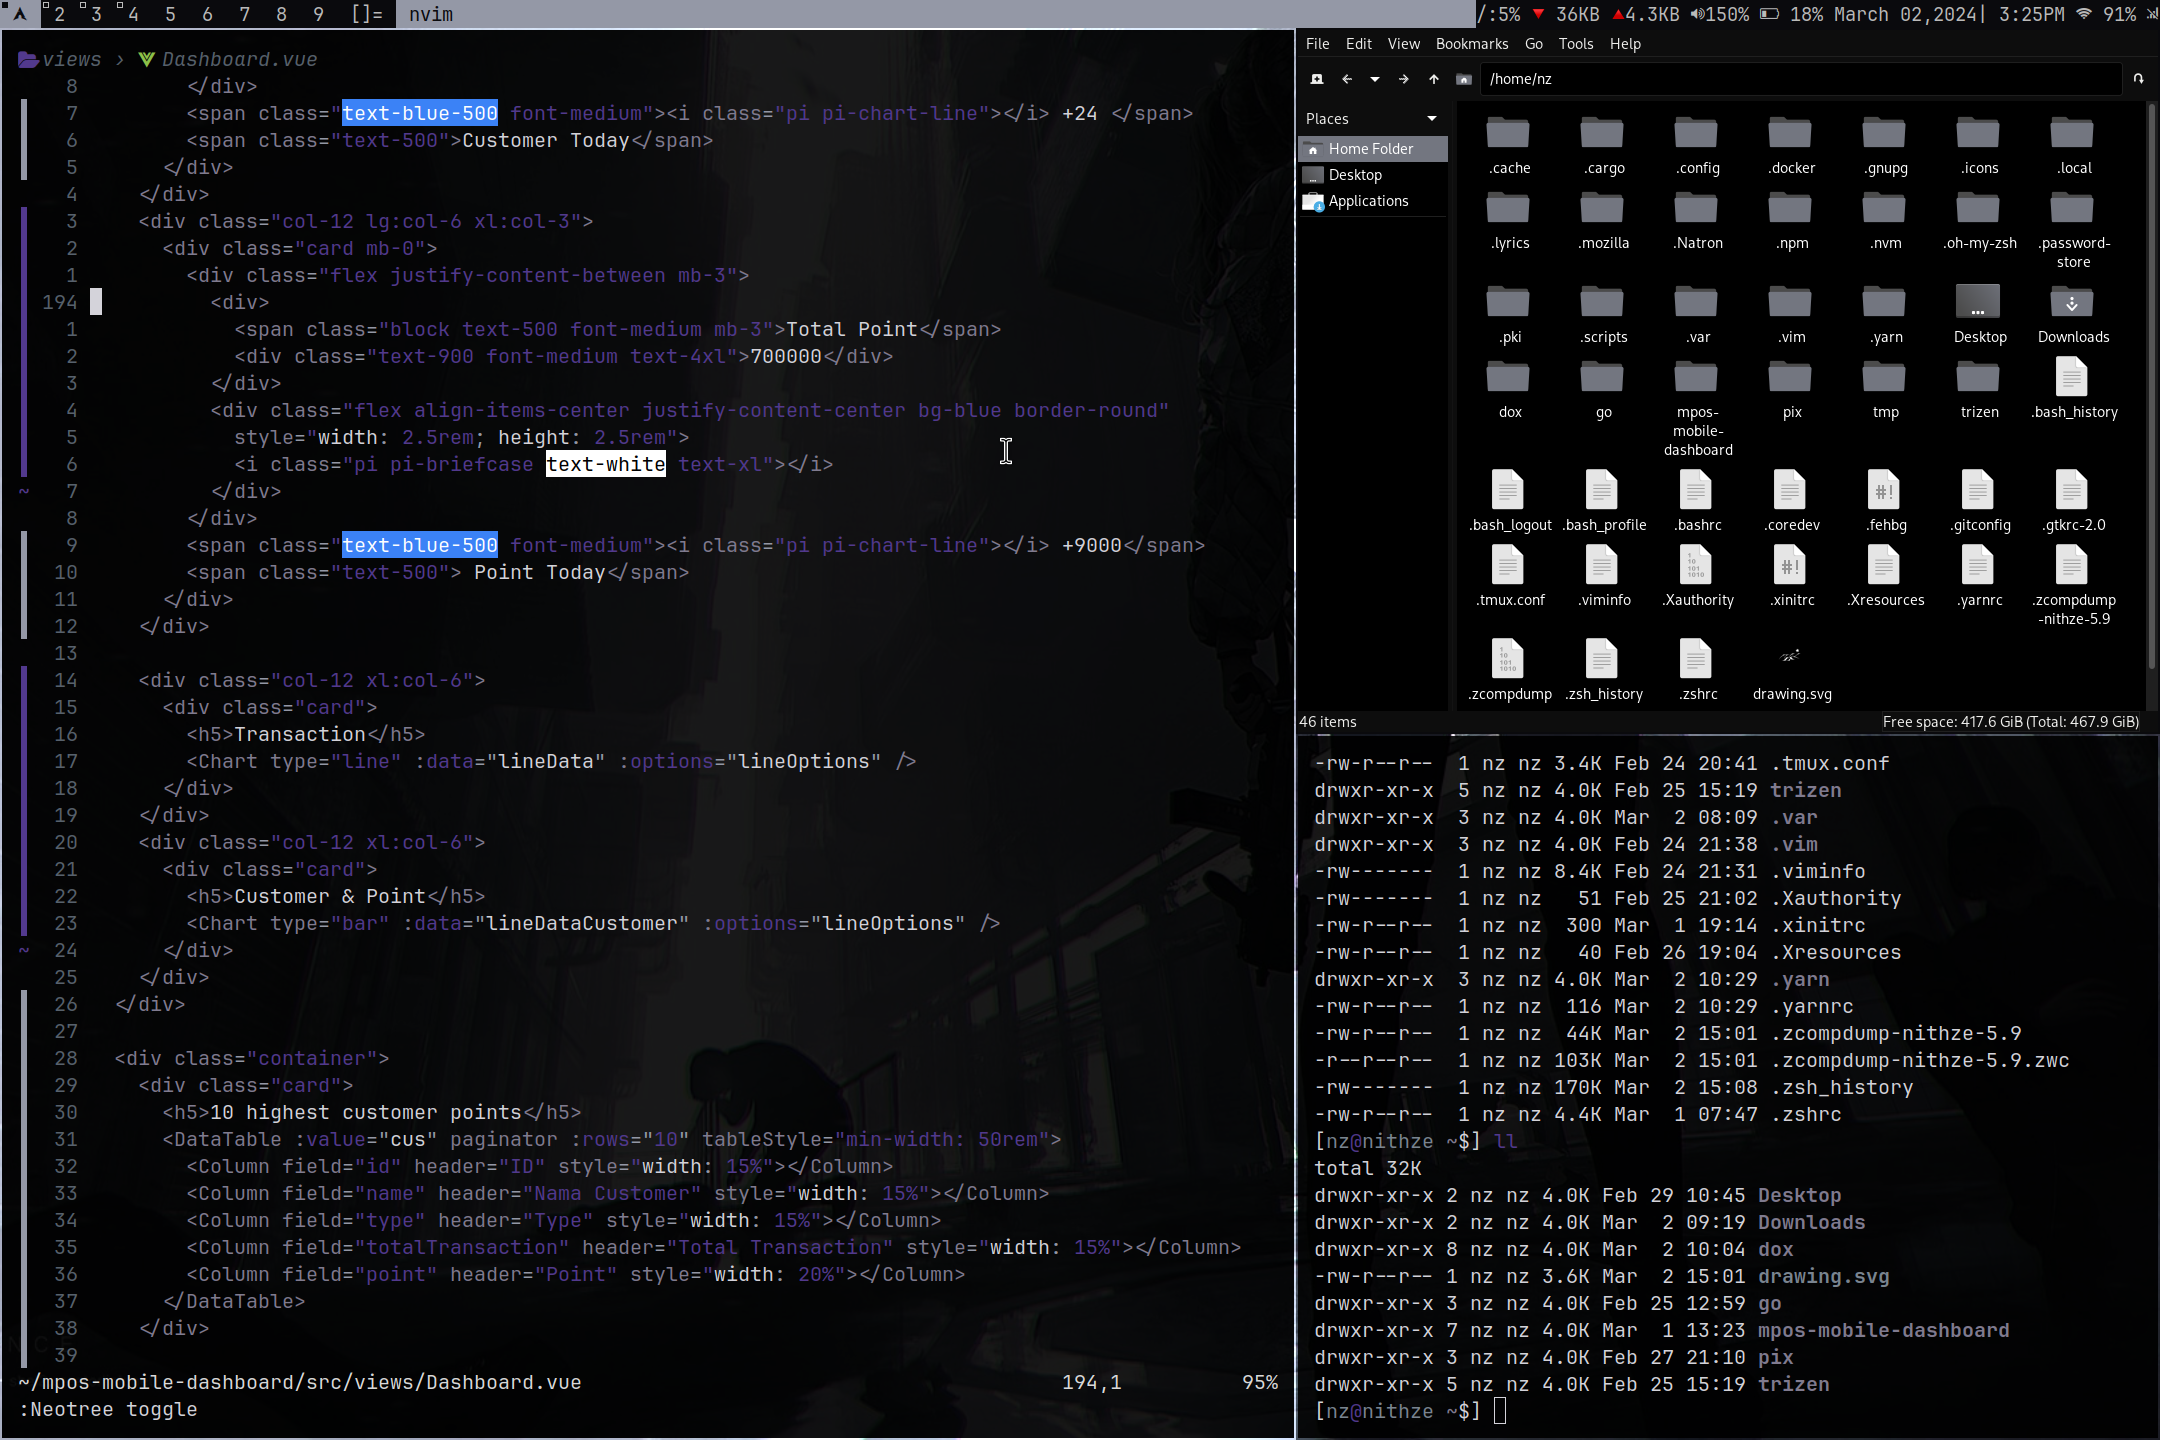 2 3 4 5 6 7 8 9 []= nvim
/:5% 36KB 4.3KB 150% 18% March 02,2024| 3:25PM 91%
views › Dashboard.vue
8 </div>
7 <span class="text-blue-500 font-medium"><i class="pi pi-chart-line"></i> +24 </span>
6 <span class="text-500">Customer Today</span>
5 </div>
4 </div>
3 <div class="col-12 lg:col-6 xl:col-3">
2 <div class="card mb-0">
1 <div class="flex justify-content-between mb-3">
194 <div>
1 <span class="block text-500 font-medium mb-3">Total Point</span>
2 <div class="text-900 font-medium text-4xl">700000</div>
3 </div>
4 <div class="flex align-items-center justify-content-center bg-blue border-round"
5 style="width: 2.5rem; height: 2.5rem">
6 <i class="pi pi-briefcase text-white text-xl"></i>
~ 7 </div>
8 </div>
9 <span class="text-blue-500 font-medium"><i class="pi pi-chart-line"></i> +9000</span>
10 <span class="text-500"> Point Today</span>
11 </div>
12 </div>
13
14 <div class="col-12 xl:col-6">
15 <div class="card">
16 <h5>Transaction</h5>
17 <Chart type="line" :data="lineData" :options="lineOptions" />
18 </div>
19 </div>
20 <div class="col-12 xl:col-6">
21 <div class="card">
22 <h5>Customer & Point</h5>
23 <Chart type="bar" :data="lineDataCustomer" :options="lineOptions" />
~ 24 </div>
25 </div>
26 </div>
27
28 <div class="container">
29 <div class="card">
30 <h5>10 highest customer points</h5>
31 <DataTable :value="cus" paginator :rows="10" tableStyle="min-width: 50rem">
32 <Column field="id" header="ID" style="width: 15%"></Column>
33 <Column field="name" header="Nama Customer" style="width: 15%"></Column>
34 <Column field="type" header="Type" style="width: 15%"></Column>
35 <Column field="totalTransaction" header="Total Transaction" style="width: 15%"></Column>
36 <Column field="point" header="Point" style="width: 20%"></Column>
37 </DataTable>
38 </div>
39
~/mpos-mobile-dashboard/src/views/Dashboard.vue 194,1 95%
:Neotree toggle
File Edit View Bookmarks Go Tools Help
/home/nz
Places
Home Folder
Desktop
Applications
.cache .cargo .config .docker .gnupg .icons .local
.lyrics .mozilla .Natron .npm .nvm .oh-my-zsh .password-
store
.pki .scripts .var .vim .yarn Desktop Downloads
dox go mpos- pix tmp trizen .bash_history
mobile-
dashboard
.bash_logout .bash_profile .bashrc .coredev .fehbg .gitconfig .gtkrc-2.0
.tmux.conf .viminfo .Xauthority .xinitrc .Xresources .yarnrc .zcompdump
-nithze-5.9
.zcompdump .zsh_history .zshrc drawing.svg
46 items Free space: 417.6 GiB (Total: 467.9 GiB)
-rw-r--r-- 1 nz nz 3.4K Feb 24 20:41 .tmux.conf
drwxr-xr-x 5 nz nz 4.0K Feb 25 15:19 trizen
drwxr-xr-x 3 nz nz 4.0K Mar 2 08:09 .var
drwxr-xr-x 3 nz nz 4.0K Feb 24 21:38 .vim
-rw------- 1 nz nz 8.4K Feb 24 21:31 .viminfo
-rw------- 1 nz nz 51 Feb 25 21:02 .Xauthority
-rw-r--r-- 1 nz nz 300 Mar 1 19:14 .xinitrc
-rw-r--r-- 1 nz nz 40 Feb 26 19:04 .Xresources
drwxr-xr-x 3 nz nz 4.0K Mar 2 10:29 .yarn
-rw-r--r-- 1 nz nz 116 Mar 2 10:29 .yarnrc
-rw-r--r-- 1 nz nz 44K Mar 2 15:01 .zcompdump-nithze-5.9
-r--r--r-- 1 nz nz 103K Mar 2 15:01 .zcompdump-nithze-5.9.zwc
-rw------- 1 nz nz 170K Mar 2 15:08 .zsh_history
-rw-r--r-- 1 nz nz 4.4K Mar 1 07:47 .zshrc
[nz@nithze ~$] ll
total 32K
drwxr-xr-x 2 nz nz 4.0K Feb 29 10:45 Desktop
drwxr-xr-x 2 nz nz 4.0K Mar 2 09:19 Downloads
drwxr-xr-x 8 nz nz 4.0K Mar 2 10:04 dox
-rw-r--r-- 1 nz nz 3.6K Mar 2 15:01 drawing.svg
drwxr-xr-x 3 nz nz 4.0K Feb 25 12:59 go
drwxr-xr-x 7 nz nz 4.0K Mar 1 13:23 mpos-mobile-dashboard
drwxr-xr-x 3 nz nz 4.0K Feb 27 21:10 pix
drwxr-xr-x 5 nz nz 4.0K Feb 25 15:19 trizen
[nz@nithze ~$]